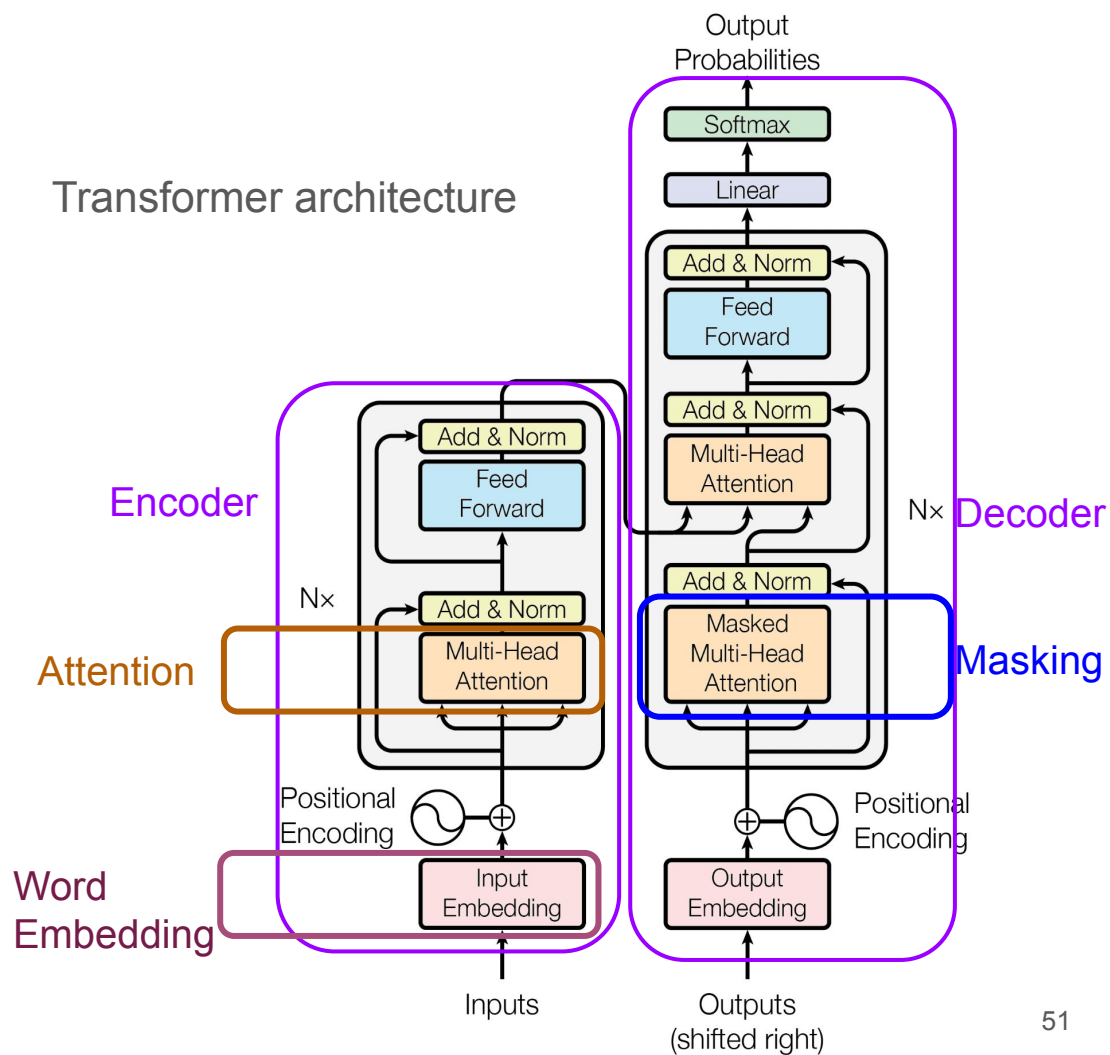 Output
Probabilities
Softmax
Transformer architecture
Linear
Add & Norm
Feed
Forward
Add & Norm
Add & Norm
Multi-Head
Attention
Encoder
Feed
Forward
N×
Decoder
Add & Norm
N×
Add & Norm
Attention
Multi-Head
Attention
Masked
Multi-Head
Attention
Masking
Positional
Encoding
Positional
Encoding
Word
Embedding
Input
Embedding
Output
Embedding
Inputs
Outputs
(shifted right)
51